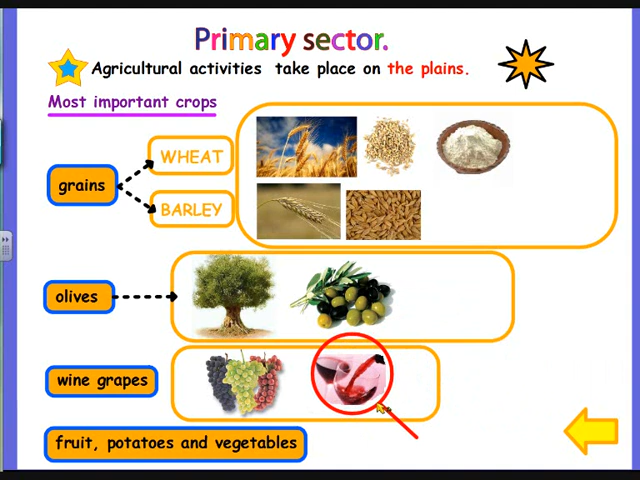 Primary sector.
Agricultural activities take place on the plains.
Most important crops
WHEAT
grains
BARLEY
olives
wine grapes
fruit, potatoes and vegetables